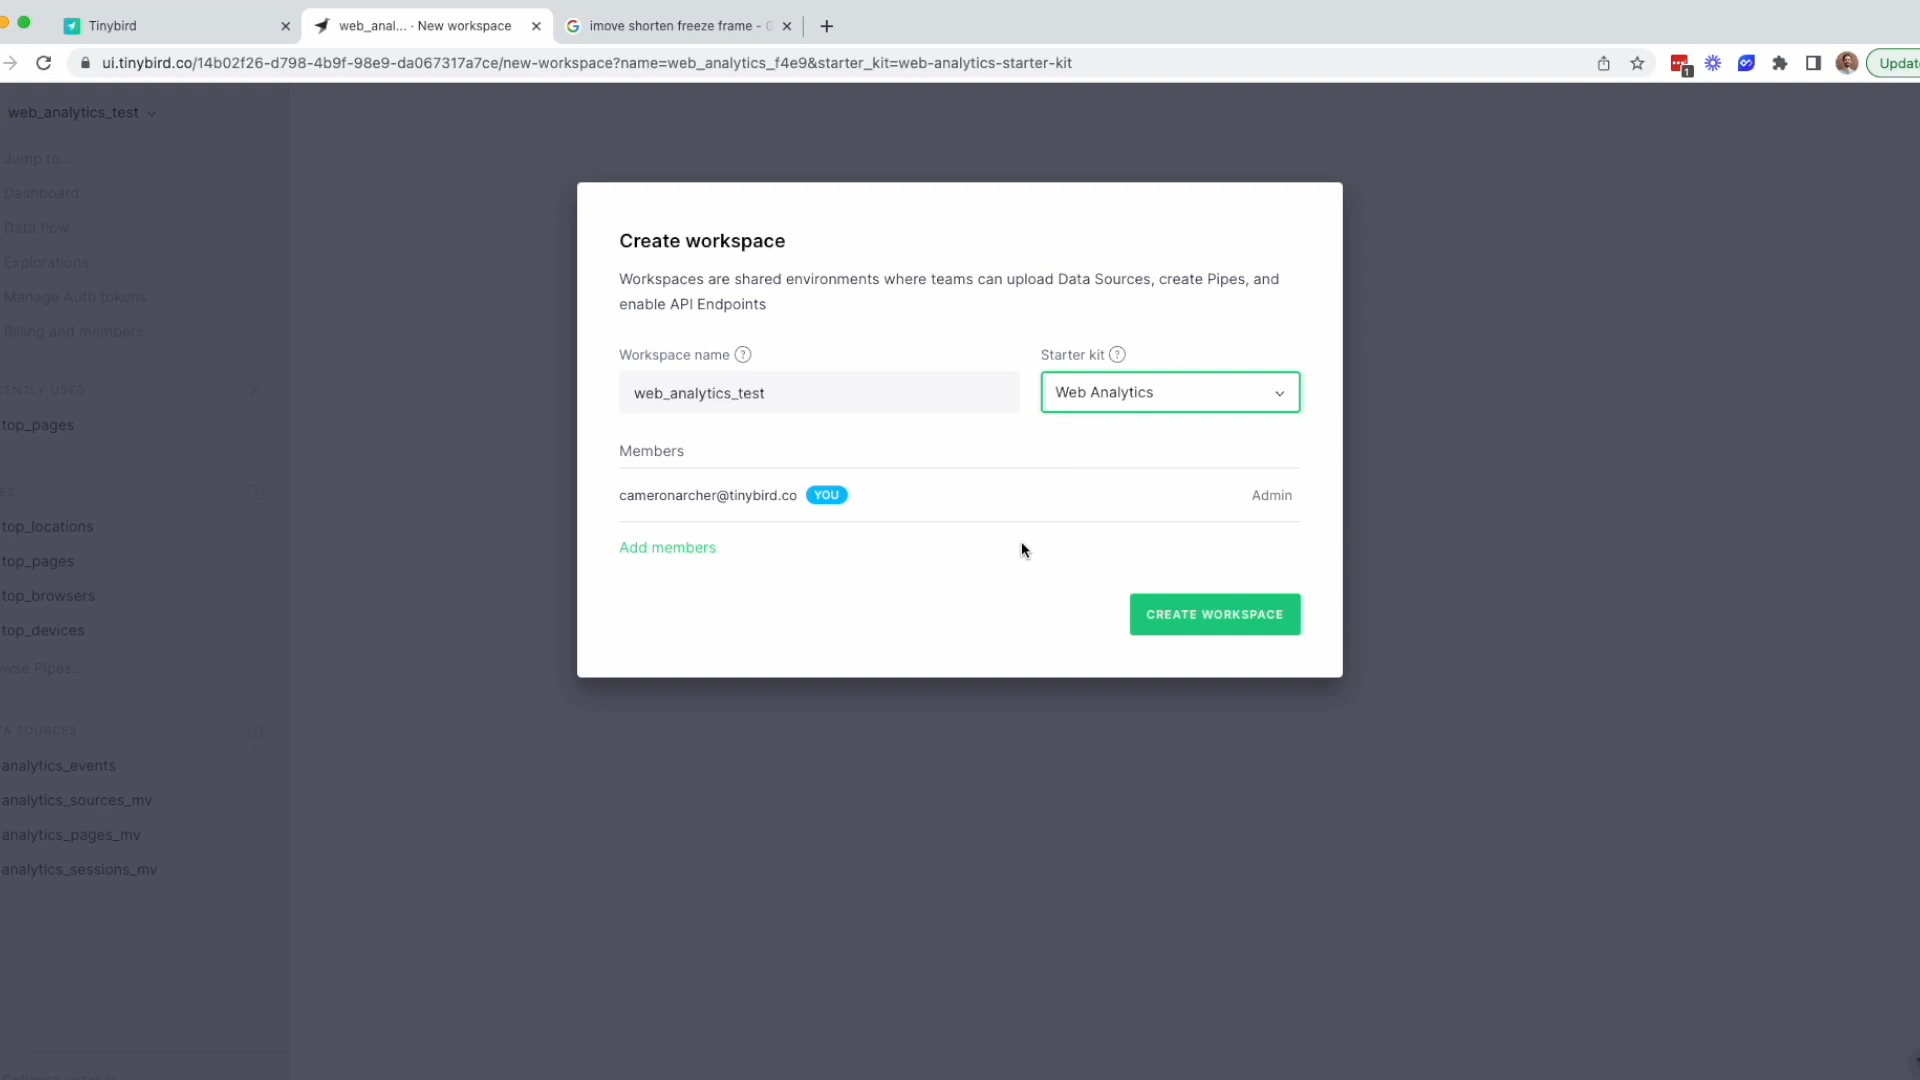 Tinybird
web_anal... · New workspace
imove shorten freeze frame -
ui.tinybird.co/14b02f26-d798-4b9f-98e9-da067317a7ce/new-workspace?name=web_analytics_f4e9&starter_kit=web-analytics-starter-kit
1
Updat
web_analytics_test
Jump to...
Dashboard
Data flow
Explorations
Manage Auth tokens
Billing and members
ENTLY USED
top_pages
ES
top_locations
top_pages
top_browsers
top_devices
wse Pipes...
TA SOURCES
analytics_events
analytics_sources_mv
analytics_pages_mv
analytics_sessions_mv
Create workspace
Workspaces are shared environments where teams can upload Data Sources, create Pipes, and
enable API Endpoints
Workspace name ?
Starter kit ?
web_analytics_test
Web Analytics
Members
cameronarcher@tinybird.co YOU
Admin
Add members
CREATE WORKSPACE